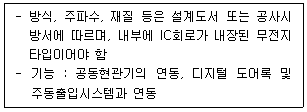 - 방식, 주파수, 재질 등은 설계도서 또는 공사시
방서에 따르며, 내부에 IC회로가 내장된 무전지
타입이어야 함
- 기능 : 공동현관기의 연동, 디지털 도어록 및
주동출입시스템과 연동